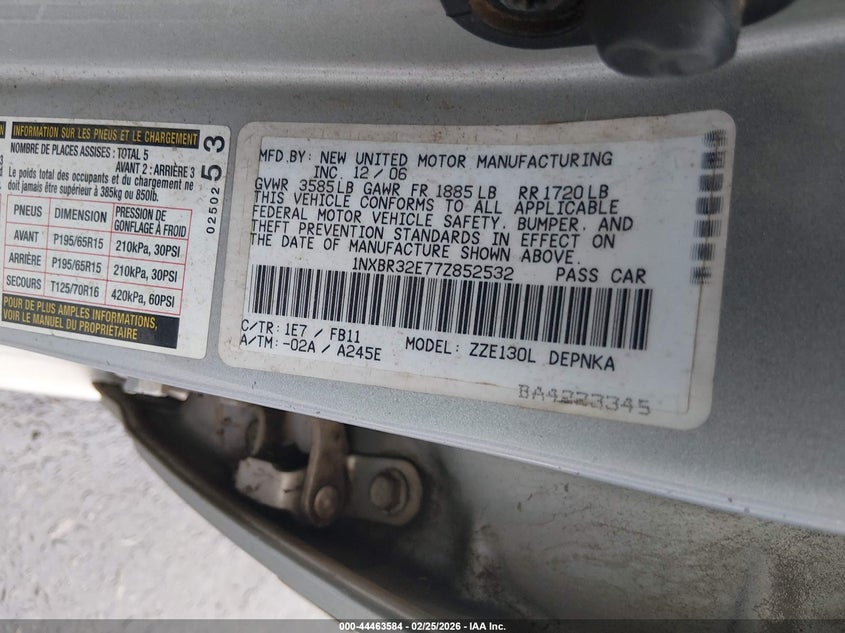 INFORMATION SUR LES PNEUS ET LE CHARGEMENT
NOMBRE DE PLACES ASSISES: TOTAL 5
AVANT 2: ARRIÈRE 3
Le poids total des occupants et du chargement ne
doit jamais être supérieur à 385kg ou 850lb.
PNEUS DIMENSION PRESSION DE GONFLAGE À FROID
AVANT P195/65R15 210kPa, 30PSI
ARRIÈRE P195/65R15 210kPa, 30PSI
SECOURS T125/70R16 420kPa, 60PSI
POUR DE PLUS AMPLES INFORMATIONS,
VOIR LE MANUEL DU PROPRIÉTAIRE
0250253
MFD.BY: NEW UNITED MOTOR MANUFACTURING
INC. 12/06
GVWR 3585LB GAWR FR 1885LB RR 1720LB
THIS VEHICLE CONFORMS TO ALL APPLICABLE
FEDERAL MOTOR VEHICLE SAFETY, BUMPER, AND
THEFT PREVENTION STANDARDS IN EFFECT ON
THE DATE OF MANUFACTURE SHOWN ABOVE.
1NXBR32E77Z852532 PASS CAR
C/TR: 1E7 / FB11
A/TM: -02A / A245E MODEL: ZZE130L DEPNKA
000-44463584 - 02/25/2026 - IAA Inc.